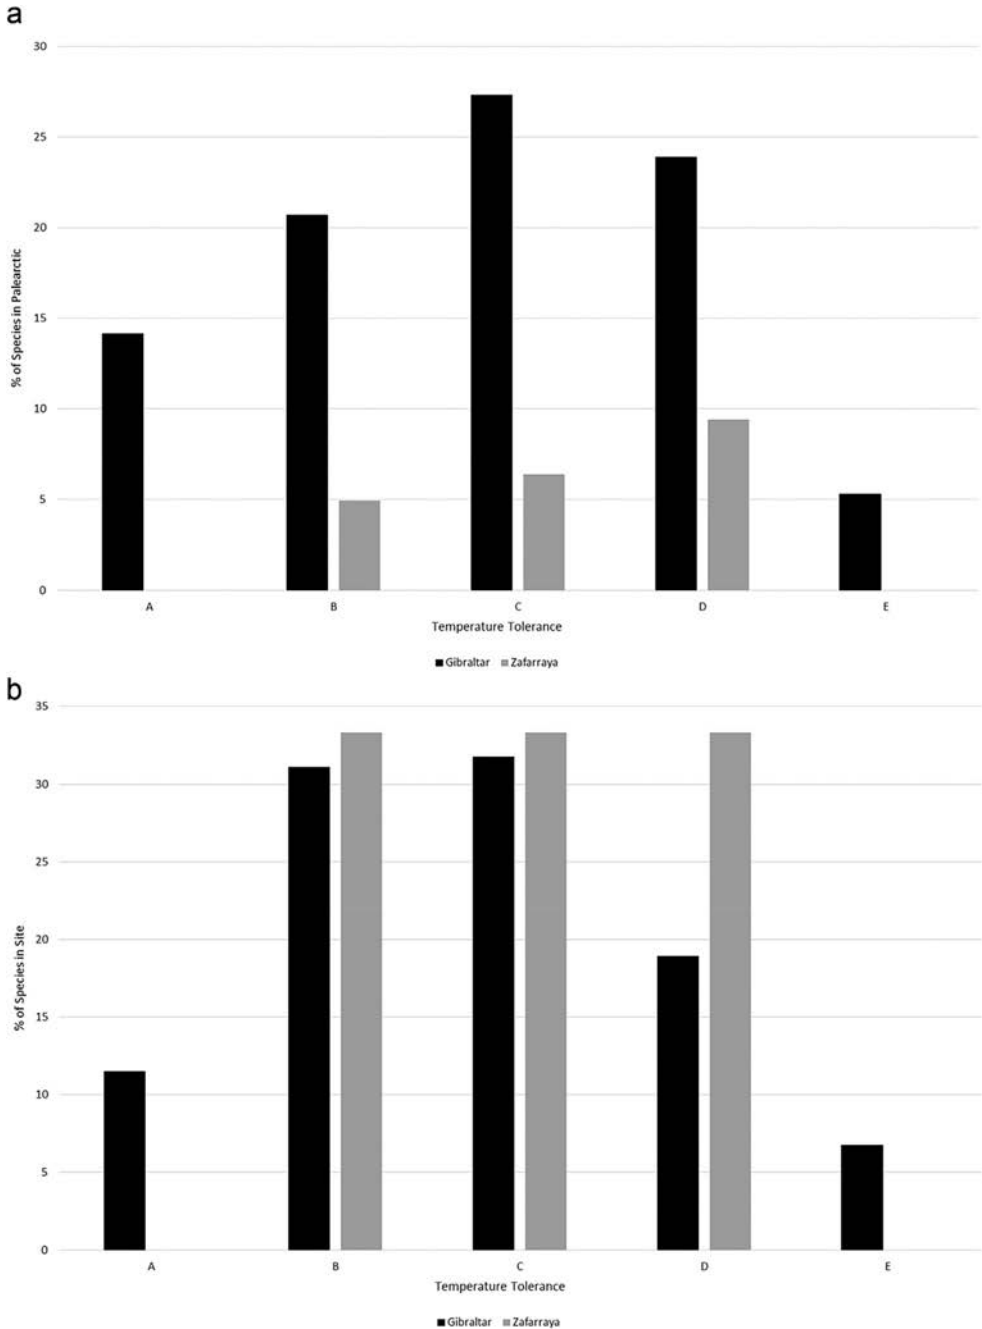 a
30
25
20
15
10
5
0
% of Species in Palearctic
A B C D E
Temperature Tolerance
Gibraltar Zafarraya
b
35
30
25
20
15
10
5
0
% of Species in Site
A B C D E
Temperature Tolerance
Gibraltar Zafarraya